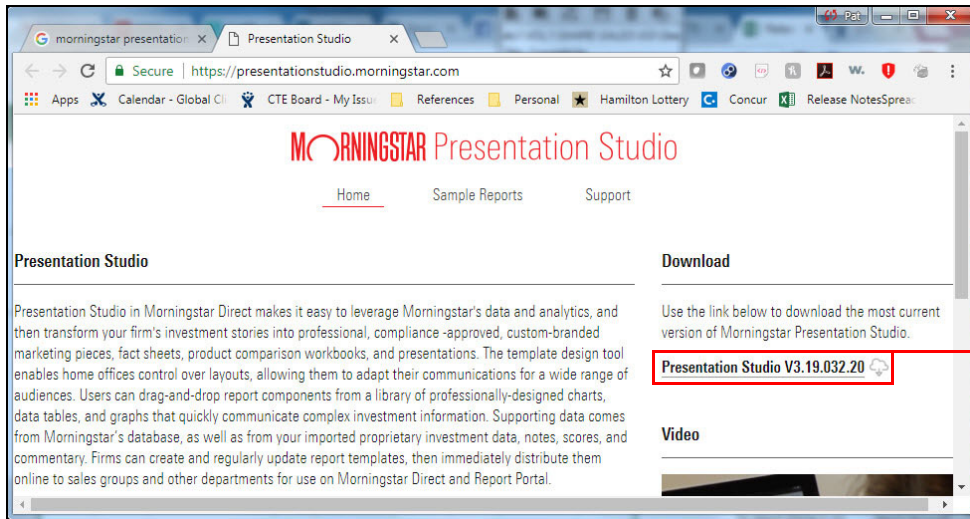 Pat
morningstar presentation
Presentation Studio
Secure | https://presentationstudio.morningstar.com
Apps Calendar - Global Cli CTE Board - My Issu References Personal Hamilton Lottery Concur Release NotesSprea
MORNINGSTAR Presentation Studio
Home Sample Reports Support
Presentation Studio
Presentation Studio in Morningstar Direct makes it easy to leverage Morningstar's data and analytics, and
then transform your firm's investment stories into professional, compliance -approved, custom-branded
marketing pieces, fact sheets, product comparison workbooks, and presentations. The template design tool
enables home offices control over layouts, allowing them to adapt their communications for a wide range of
audiences. Users can drag-and-drop report components from a library of professionally-designed charts,
data tables, and graphs that quickly communicate complex investment information. Supporting data comes
from Morningstar's database, as well as from your imported proprietary investment data, notes, scores, and
commentary. Firms can create and regularly update report templates, then immediately distribute them
online to sales groups and other departments for use on Morningstar Direct and Report Portal.
Download
Use the link below to download the most current
version of Morningstar Presentation Studio.
Presentation Studio V3.19.032.20
Video